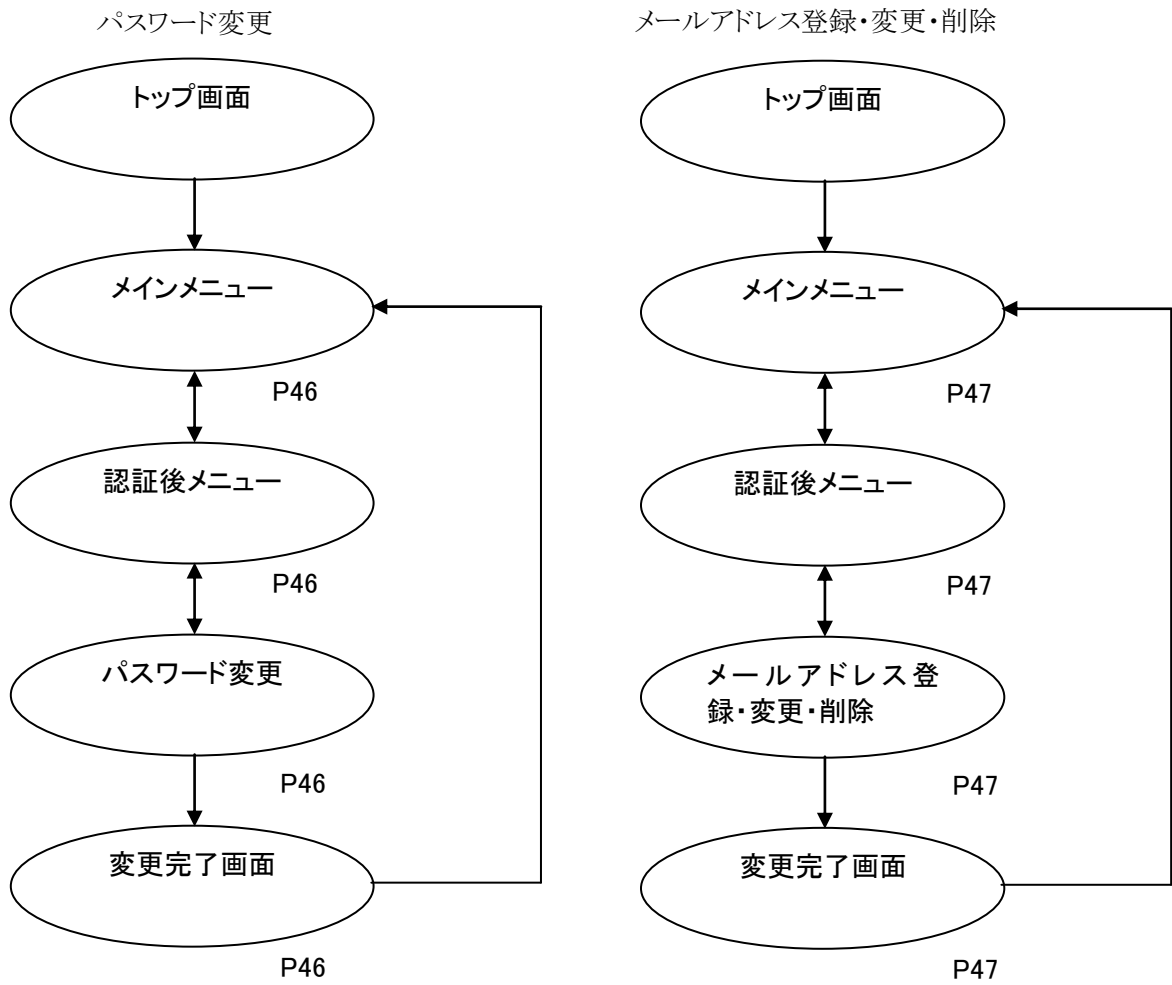 パスワード変更
トップ画面
メインメニュー
P46
認証後メニュー
P46
パスワード変更
P46
変更完了画面
P46
メールアドレス登録・変更・削除
トップ画面
メインメニュー
P47
認証後メニュー
P47
メールアドレス登
録・変更・削除
P47
変更完了画面
P47